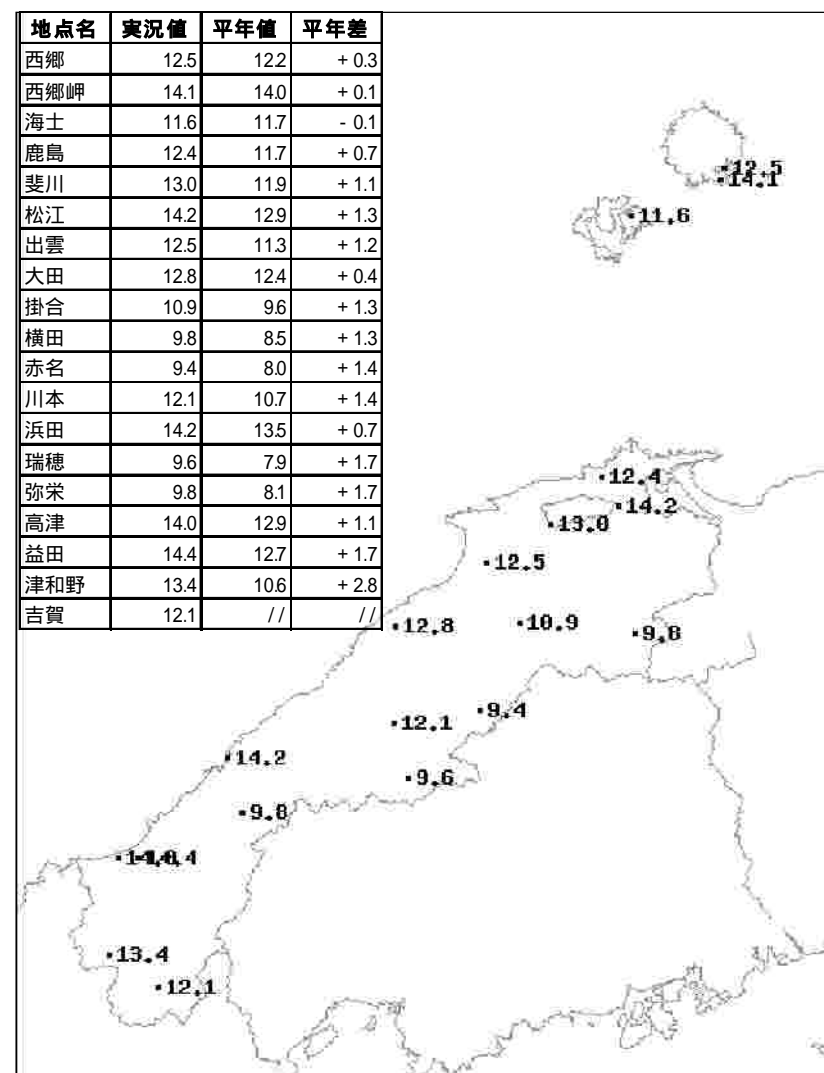 地点名 実況値 平年値 平年差
西郷 12.5 12.2 + 0.3
西郷岬 14.1 14.0 + 0.1
海士 11.6 11.7 - 0.1
鹿島 12.4 11.7 + 0.7
斐川 13.0 11.9 + 1.1
松江 14.2 12.9 + 1.3
出雲 12.5 11.3 + 1.2
大田 12.8 12.4 + 0.4
掛合 10.9 9.6 + 1.3
横田 9.8 8.5 + 1.3
赤名 9.4 8.0 + 1.4
川本 12.1 10.7 + 1.4
浜田 14.2 13.5 + 0.7
瑞穂 9.6 7.9 + 1.7
弥栄 9.8 8.1 + 1.7
高津 14.0 12.9 + 1.1
益田 14.4 12.7 + 1.7
津和野 13.4 10.6 + 2.8
吉賀 12.1 // //
12.5
14.1
11.6
12.4
14.2
13.0
12.5
12.8
10.9
9.8
9.4
12.1
14.2
9.6
9.8
13.4
12.1